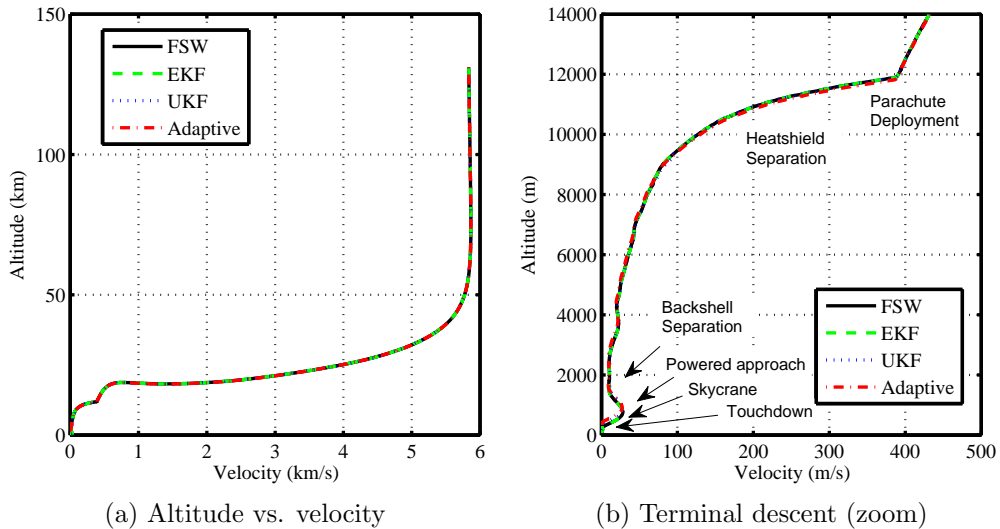 150
100
50
0
Altitude (km)
0 1 2 3 4 5 6
Velocity (km/s)
FSW
EKF
UKF
Adaptive
(a) Altitude vs. velocity
14000
12000
10000
8000
6000
4000
2000
0
Altitude (m)
0 100 200 300 400 500
Velocity (m/s)
Parachute
Deployment
Heatshield
Separation
Backshell
Separation
Powered approach
Skycrane
Touchdown
FSW
EKF
UKF
Adaptive
(b) Terminal descent (zoom)